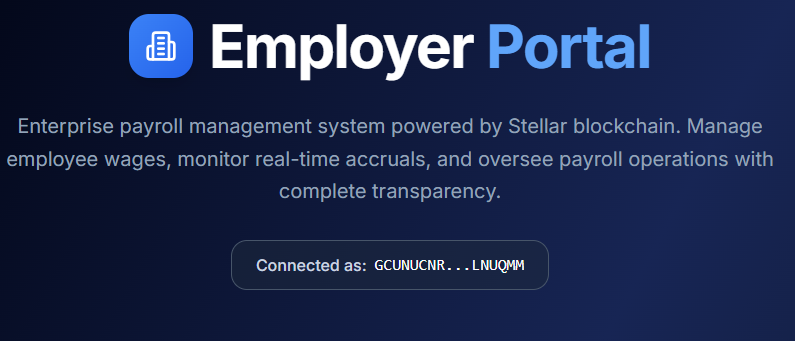 Employer Portal
Enterprise payroll management system powered by Stellar blockchain. Manage
employee wages, monitor real-time accruals, and oversee payroll operations with
complete transparency.
Connected as: GCUNUCNR...LNUQMM